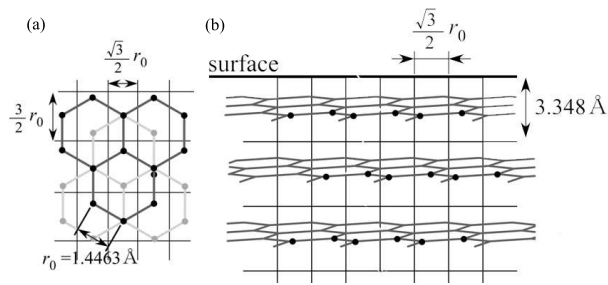 (a)
√3/2 r₀
3/2 r₀
r₀ =1.4463 Å
(b)
√3/2 r₀
surface
3.348 Å